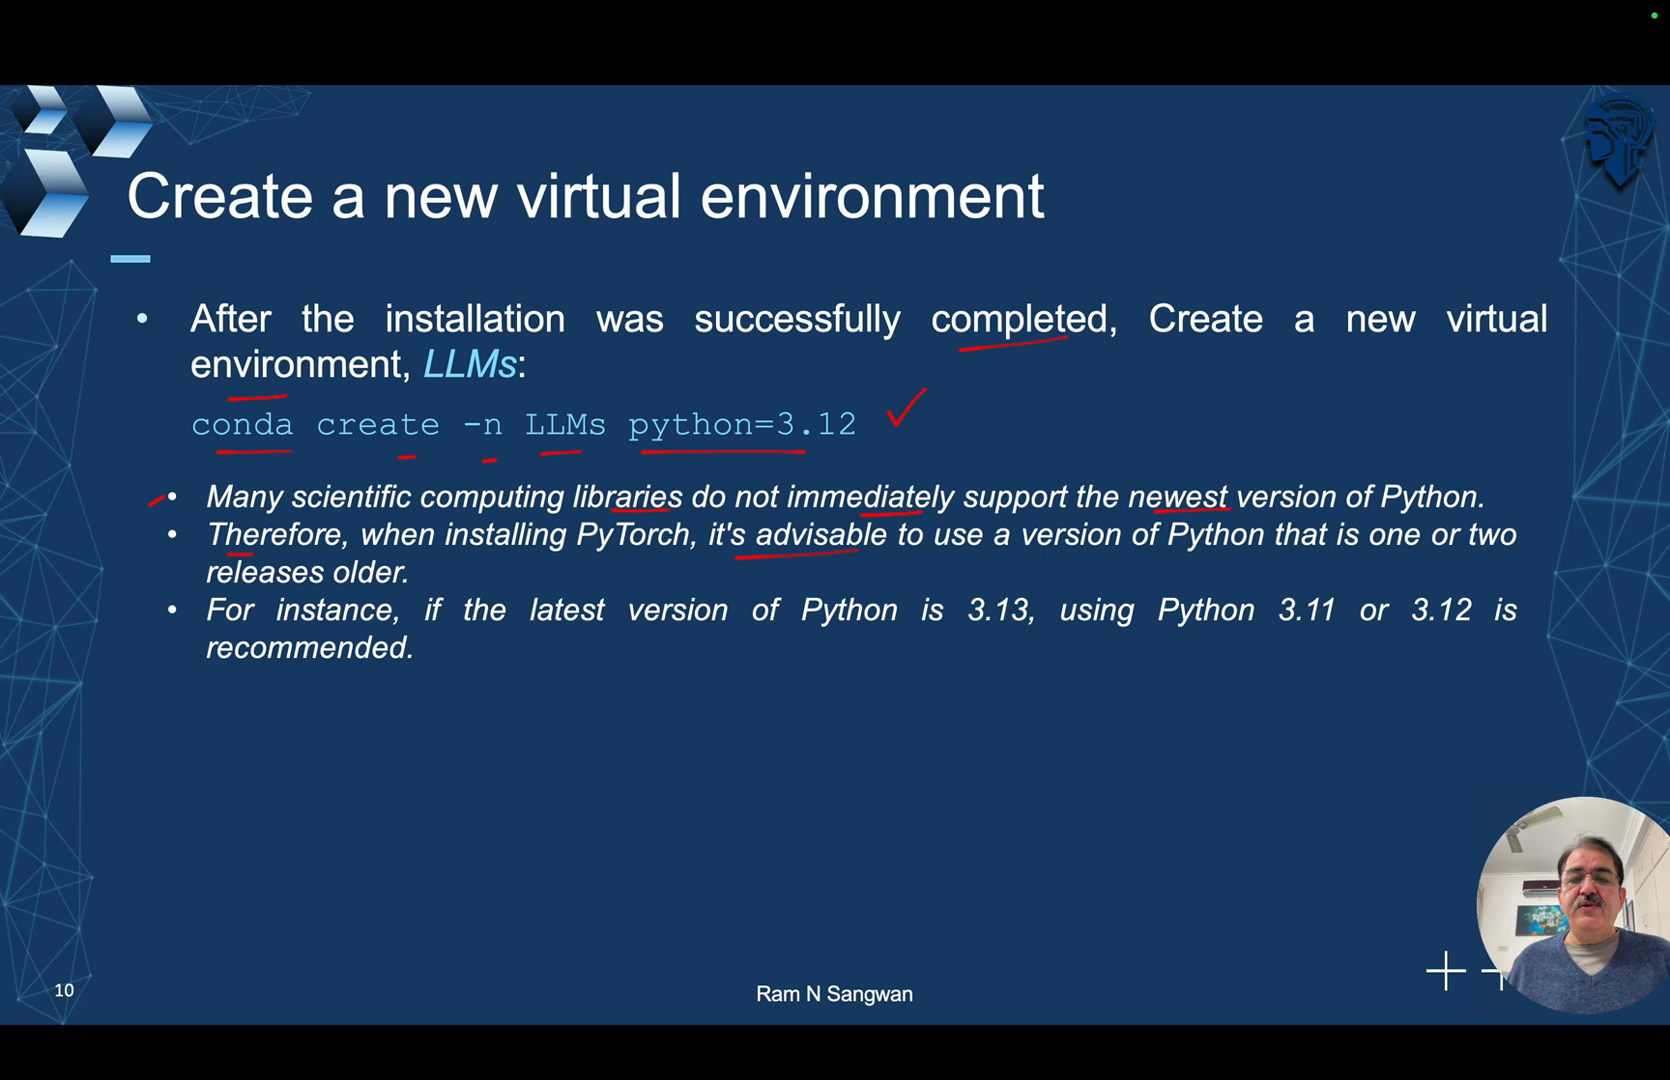 Create a new virtual environment
• After the installation was successfully completed, Create a new virtual
environment, LLMs:
conda create -n LLMs python=3.12
• Many scientific computing libraries do not immediately support the newest version of Python.
• Therefore, when installing PyTorch, it's advisable to use a version of Python that is one or two
releases older.
• For instance, if the latest version of Python is 3.13, using Python 3.11 or 3.12 is
recommended.
10
Ram N Sangwan